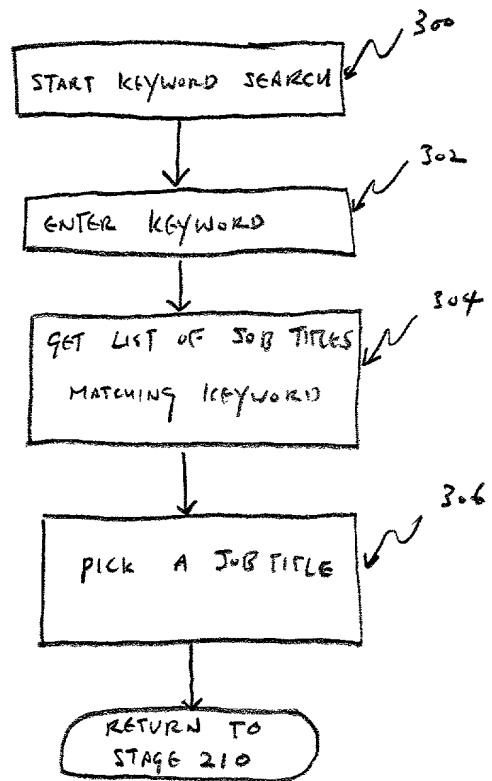 300
START KEYWORD SEARCH
302
ENTER KEYWORD
304
GET LIST OF JOB TITLES
MATCHING KEYWORD
306
PICK A JOB TITLE
RETURN TO
STAGE 210